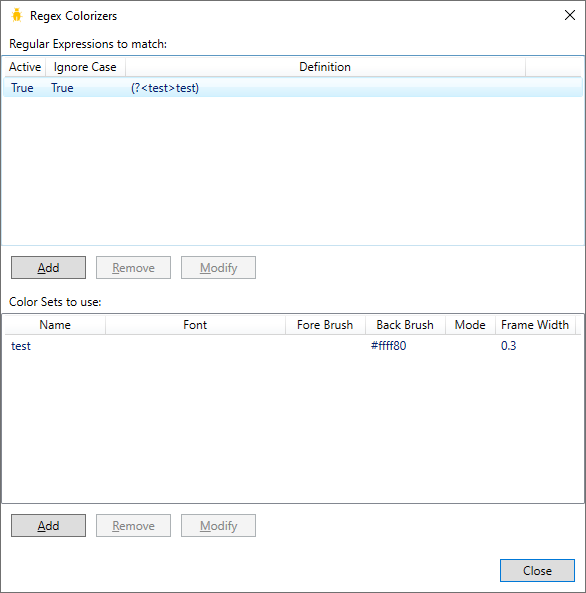 Regex Colorizers
Regular Expressions to match:
Active Ignore Case Definition
True True (?<test>test)
Add Remove Modify
Color Sets to use:
Name Font Fore Brush Back Brush Mode Frame Width
test #ffff80 0.3
Add Remove Modify
Close